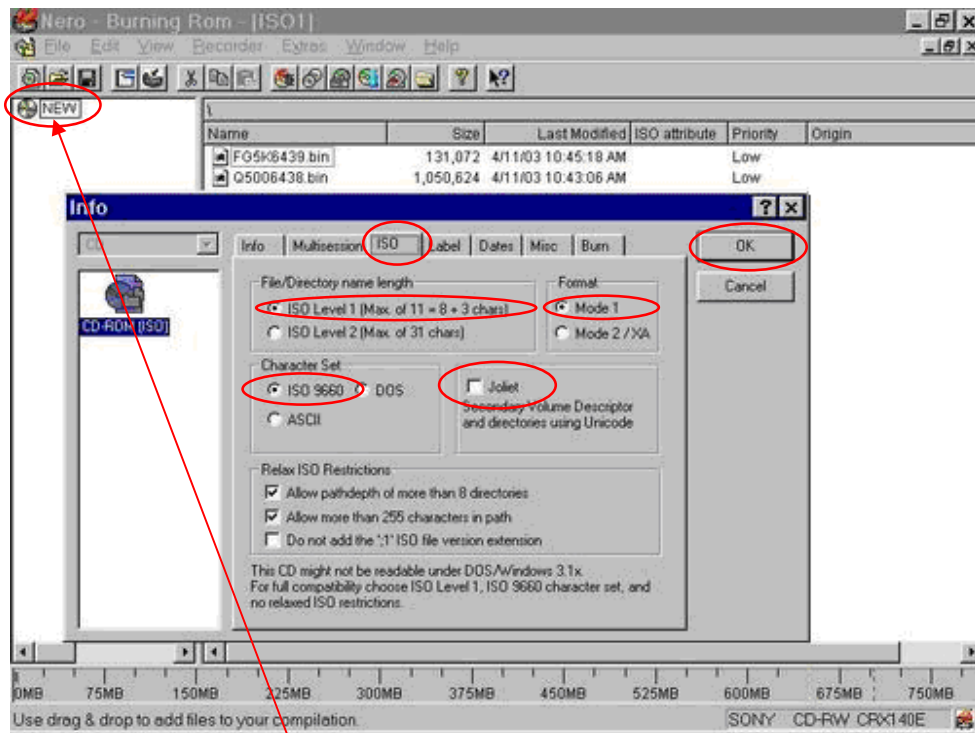 Nero - Burning Rom - [ISO1]
File Edit View Recorder Extras Window Help
NEW
\
Name Size Last Modified ISO attribute Priority Origin
FG5K6439.bin 131,072 4/11/03 10:45:18 AM Low
Q5006438.bin 1,050,624 4/11/03 10:43:06 AM Low
Info
CD
Info Multisession ISO Label Dates Misc Burn
OK
Cancel
CD-ROM (ISO)
File/Directory name length
ISO Level 1 (Max. of 11 = 8 + 3 chars)
ISO Level 2 (Max. of 31 chars)
Format
Mode 1
Mode 2 / XA
Character Set
ISO 9660 DOS
ASCII
Joliet
Secondary Volume Descriptor
and directories using Unicode
Relax ISO Restrictions
Allow pathdepth of more than 8 directories
Allow more than 255 characters in path
Do not add the ';1' ISO file version extension
This CD might not be readable under DOS/Windows 3.1x.
For full compatibility choose ISO Level 1, ISO 9660 character set, and
no relaxed ISO restrictions.
0MB 75MB 150MB 225MB 300MB 375MB 450MB 525MB 600MB 675MB 750MB
Use drag & drop to add files to your compilation. SONY CD-RW CRX140E